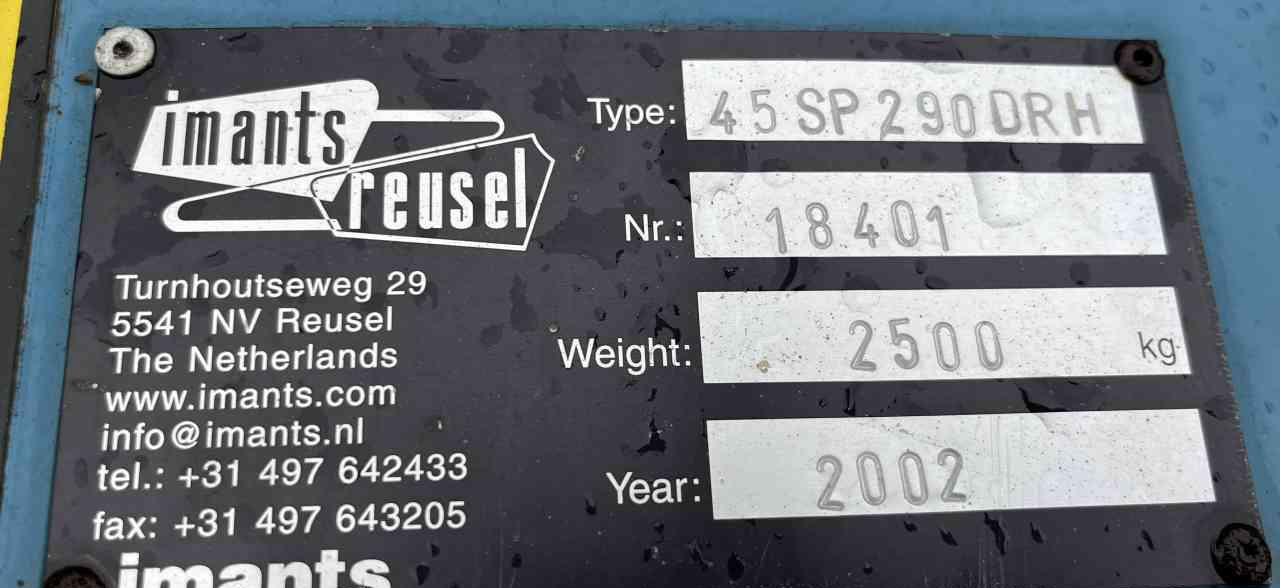 imants
reusel
Turnhoutseweg 29
5541 NV Reusel
The Netherlands
www.imants.com
info@imants.nl
tel.: +31 497 642433
fax: +31 497 643205
imants
Type: 45 SP 290 DRH
Nr.: 18401
Weight: 2500 kg
Year: 2002